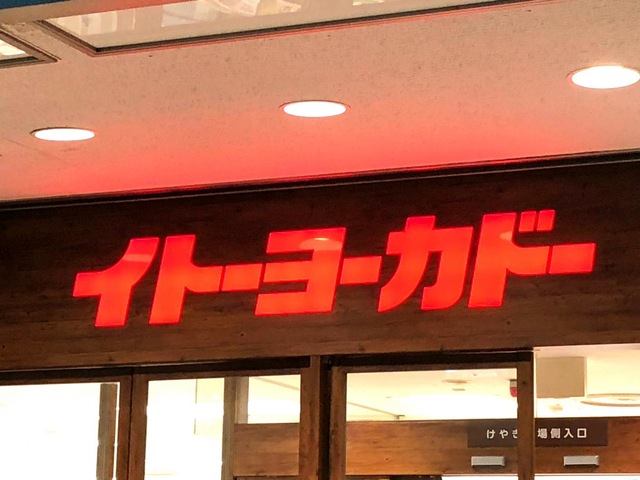 イトーヨーカドー
けやき 場側入口